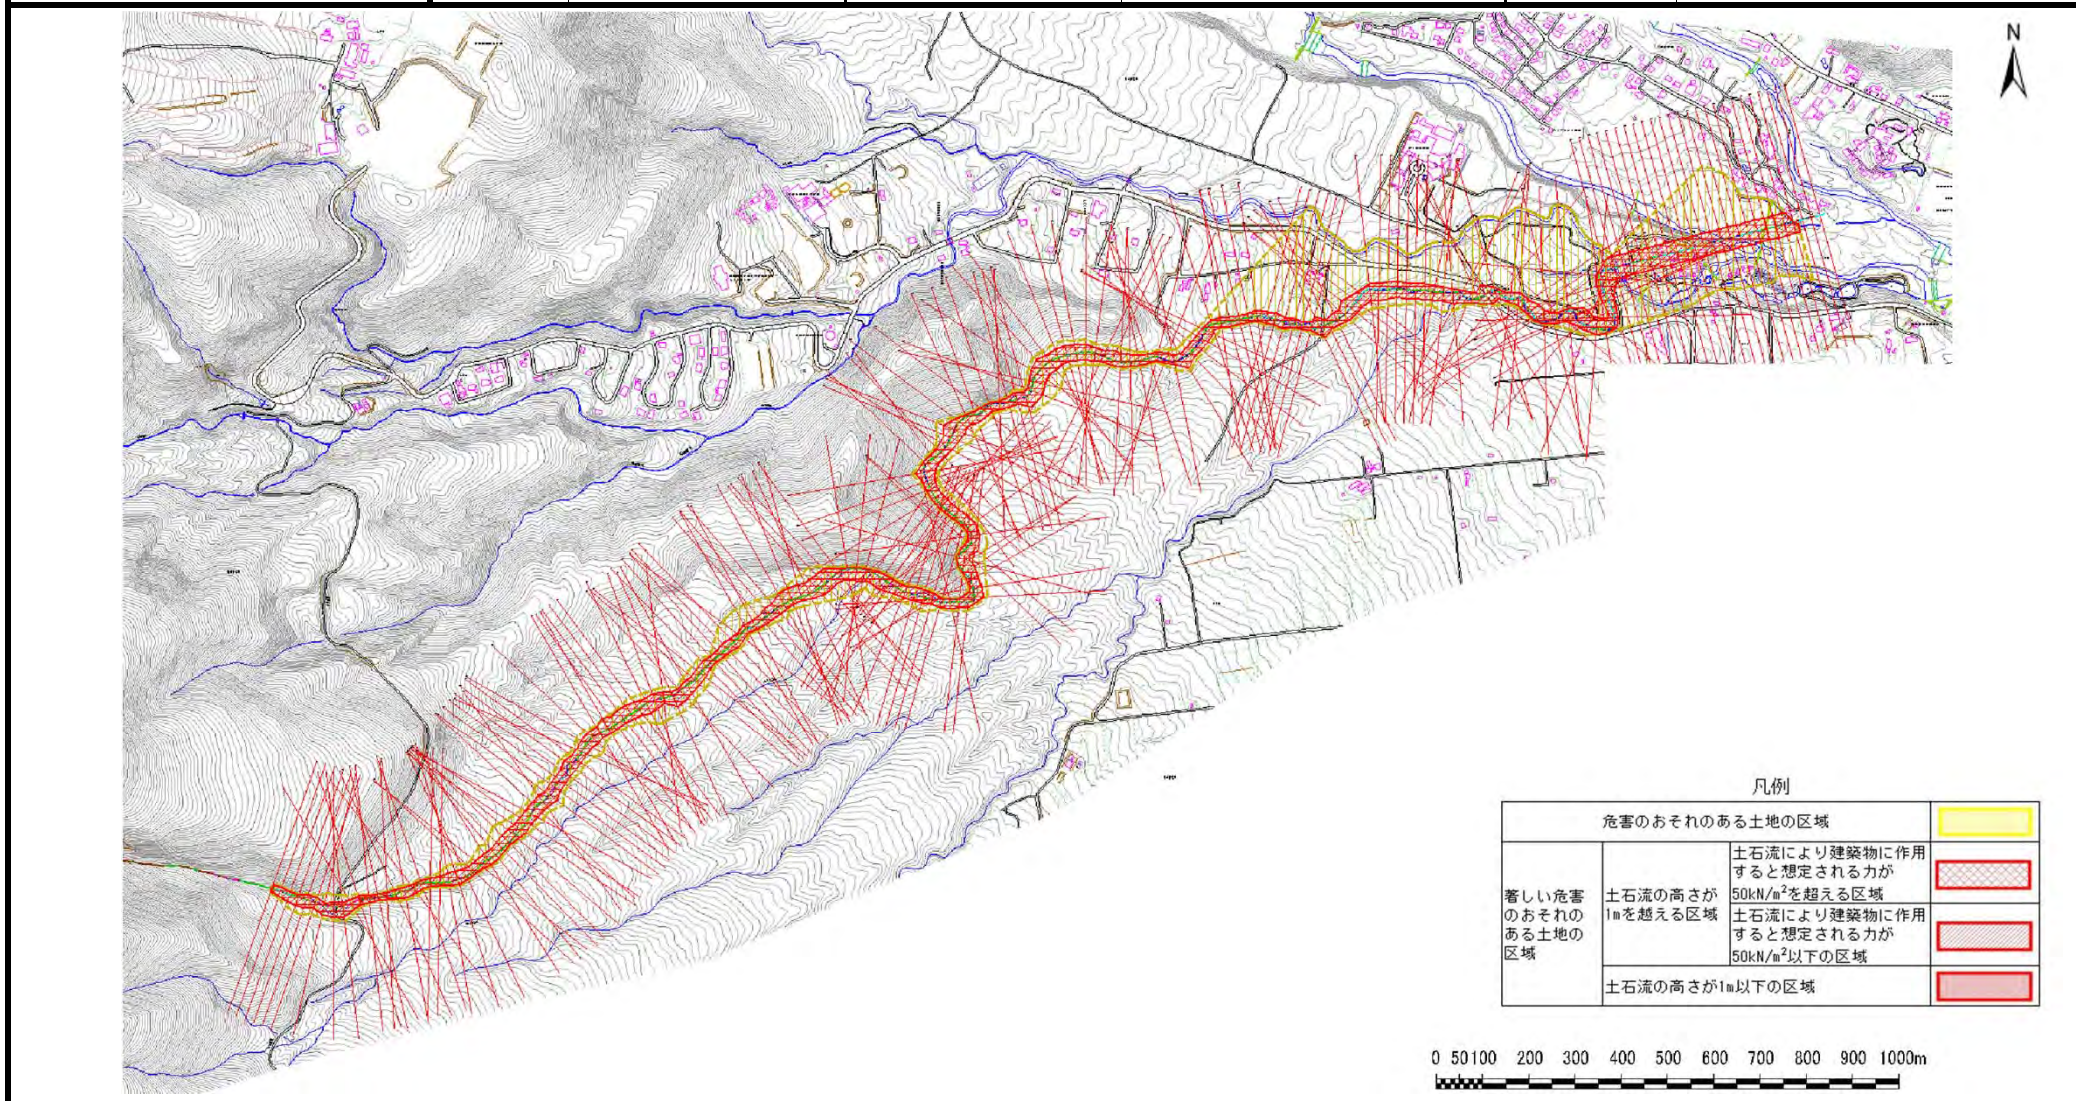 N
凡例
危害のおそれのある土地の区域
著しい危害
のおそれの
ある土地の
区域
土石流の高さが
1mを越える区域
土石流により建築物に作用
すると想定される力が
50kN/m²を超える区域
土石流により建築物に作用
すると想定される力が
50kN/m²以下の区域
土石流の高さが1m以下の区域
0 50 100 200 300 400 500 600 700 800 900 1000m